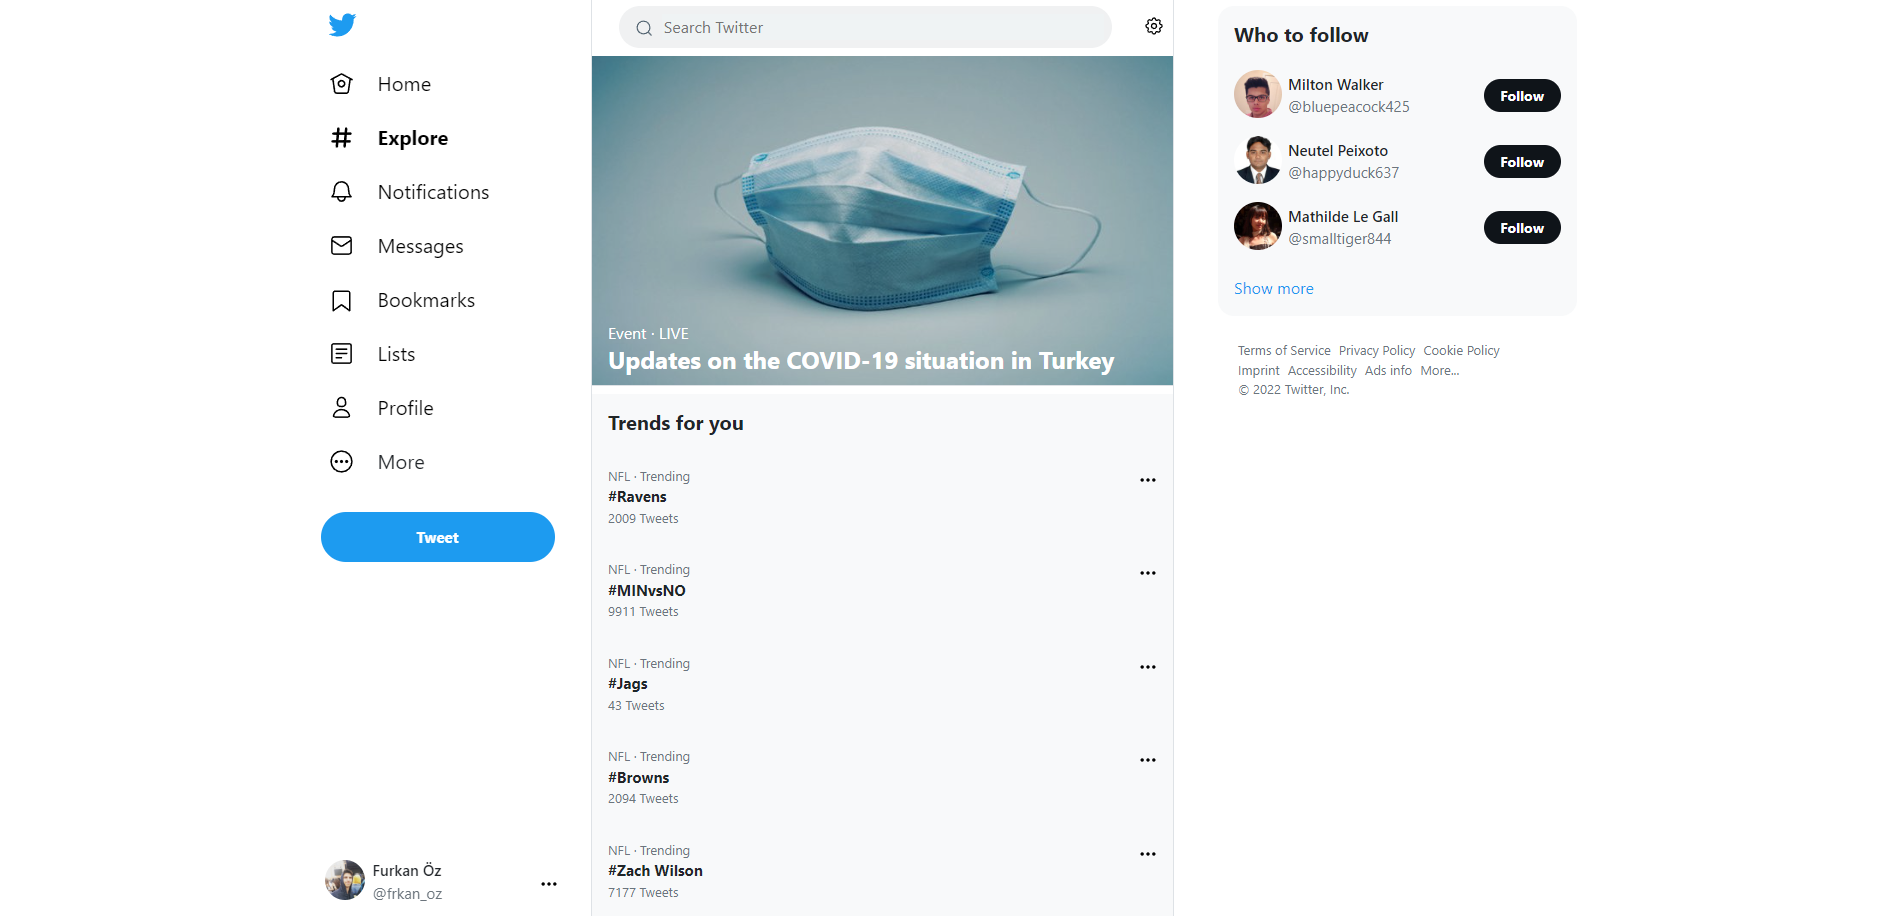 Home
Explore
Notifications
Messages
Bookmarks
Lists
Profile
More
Tweet
Furkan Öz
@frkan_oz
Search Twitter
Event · LIVE
Updates on the COVID-19 situation in Turkey
Trends for you
NFL · Trending
#Ravens
2009 Tweets
NFL · Trending
#MINvsNO
9911 Tweets
NFL · Trending
#Jags
43 Tweets
NFL · Trending
#Browns
2094 Tweets
NFL · Trending
#Zach Wilson
7177 Tweets
Who to follow
Milton Walker
@bluepeacock425
Follow
Neutel Peixoto
@happyduck637
Follow
Mathilde Le Gall
@smalltiger844
Follow
Show more
Terms of Service Privacy Policy Cookie Policy
Imprint Accessibility Ads info More...
© 2022 Twitter, Inc.